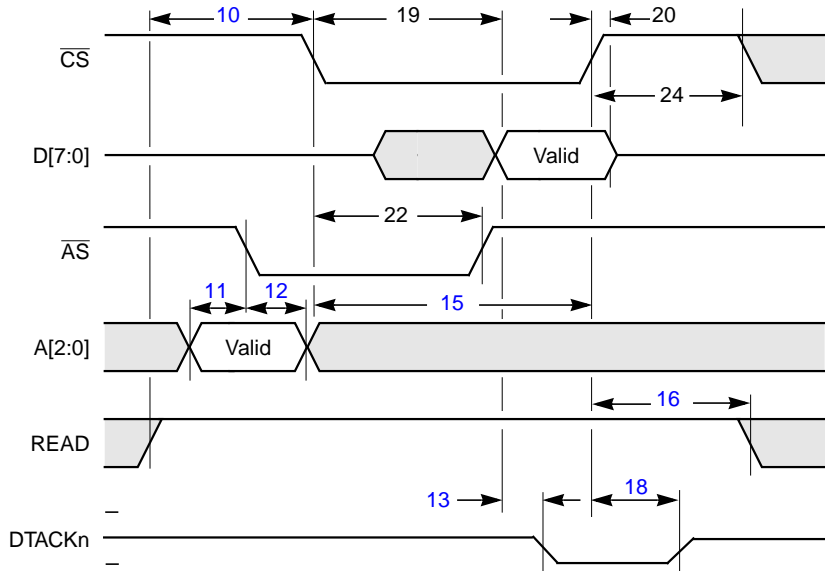 10 19 20
CS
24
D[7:0] Valid
22
AS
11 12 15
A[2:0] Valid
16
READ
13 18
DTACKn